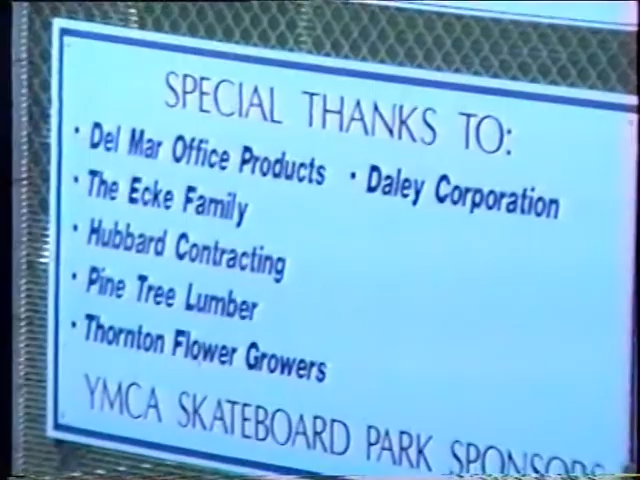 SPECIAL THANKS TO:
· Del Mar Office Products · Daley Corporation
· The Ecke Family
· Hubbard Contracting
· Pine Tree Lumber
· Thornton Flower Growers
YMCA SKATEBOARD PARK SPONSORS